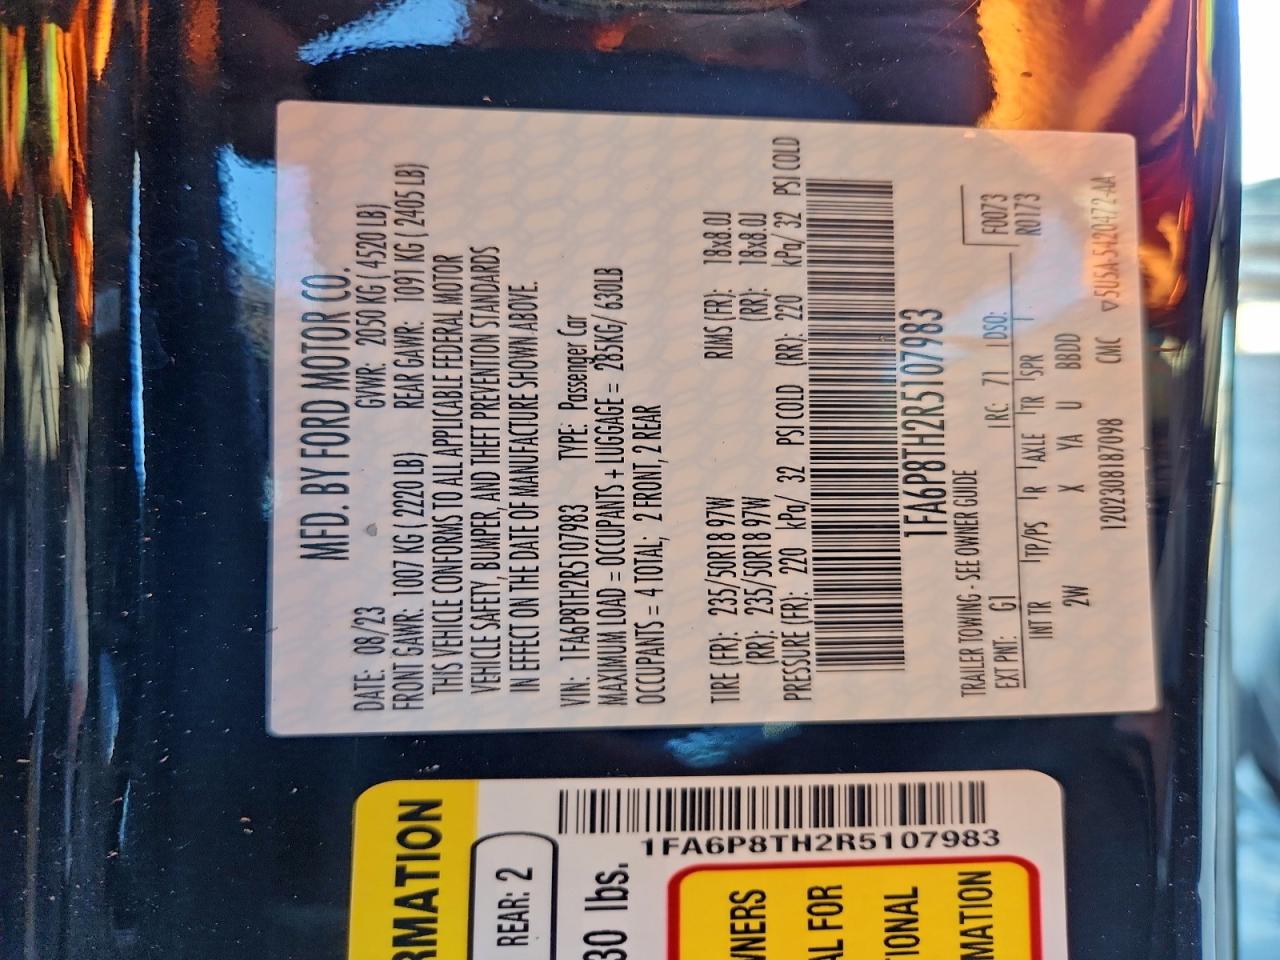 MFD. BY FORD MOTOR CO.
DATE: 08/23 GVWR: 2050 KG ( 4520 LB)
FRONT GAWR: 1007 KG ( 2220 LB) REAR GAWR: 1091 KG ( 2405 LB)
THIS VEHICLE CONFORMS TO ALL APPLICABLE FEDERAL MOTOR
VEHICLE SAFETY, BUMPER, AND THEFT PREVENTION STANDARDS
IN EFFECT ON THE DATE OF MANUFACTURE SHOWN ABOVE.
VIN: 1FA6P8TH2R5107983 TYPE: Passenger Car
MAXIMUM LOAD = OCCUPANTS + LUGGAGE = 285KG/ 630LB
OCCUPANTS = 4 TOTAL; 2 FRONT, 2 REAR
TIRE (FR): 235/50R18 97W RIMS (FR): 18x8.0J
(RR): 235/50R18 97W (RR): 18x8.0J
PRESSURE (FR): 220 kPa/ 32 PSI COLD (RR): 220 kPa/ 32 PSI COLD
1FA6P8TH2R5107983
TRAILER TOWING - SEE OWNER GUIDE
EXT PNT: G1 RC: 71 DSO: F0073
R0173
INT TR TP/PS R AXLE TR SPR
2W X YA U BBDD
1202308187098 CMC ▽5U5A-5420472-AA
RMATION
REAR: 2
30 lbs.
1FA6P8TH2R5107983
WNERS
AL FOR
IONAL
MATION